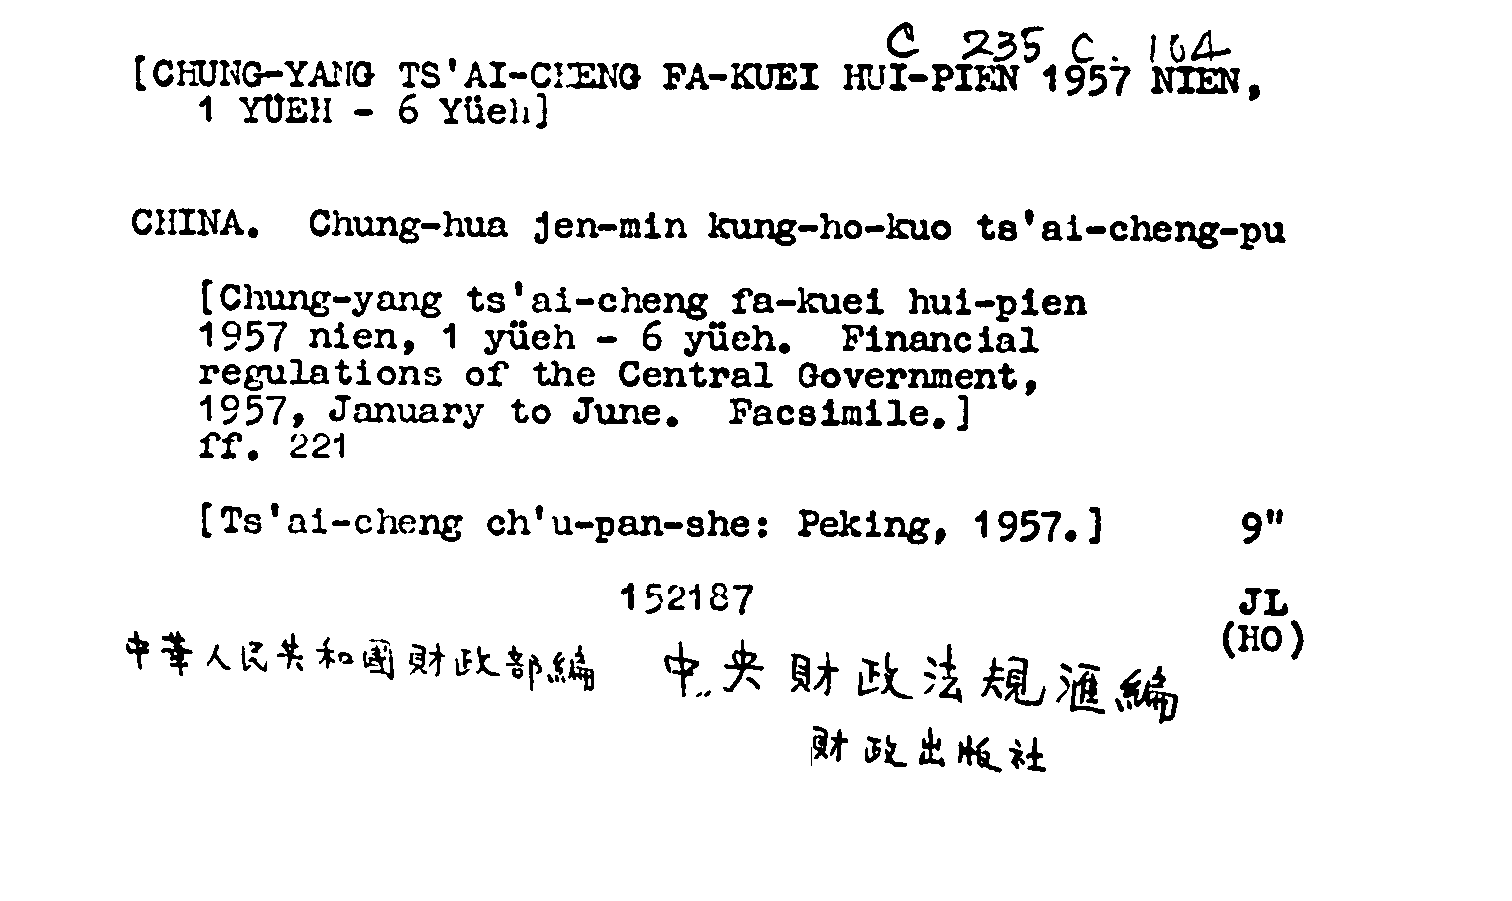 C 235 c. 104
[CHUNG-YANG TS'AI-CHENG FA-KUEI HUI-PIEN 1957 NIEN,
1 YÜEH - 6 Yüeh]
CHINA. Chung-hua jen-min kung-ho-kuo ts'ai-cheng-pu
[Chung-yang ts'ai-cheng fa-kuei hui-pien
1957 nien, 1 yüeh - 6 yüeh. Financial
regulations of the Central Government,
1957, January to June. Facsimile.]
ff. 221
[Ts'ai-cheng ch'u-pan-she: Peking, 1957.] 9"
152187 JL
(HO)
中華人民共和國財政部編 中央財政法規滙編
財政出版社